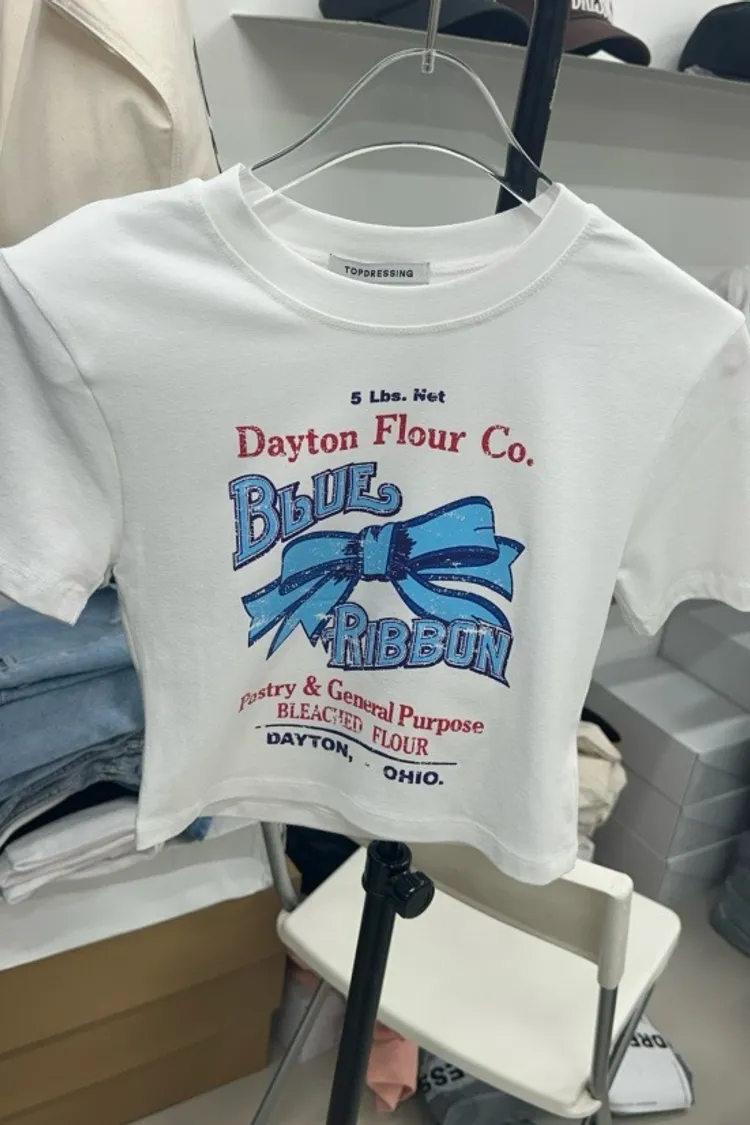 TOPDRESSING
5 Lbs. Net
Dayton Flour Co.
BLUE
RIBBON
Pastry & General Purpose
BLEACHED FLOUR
DAYTON, OHIO.